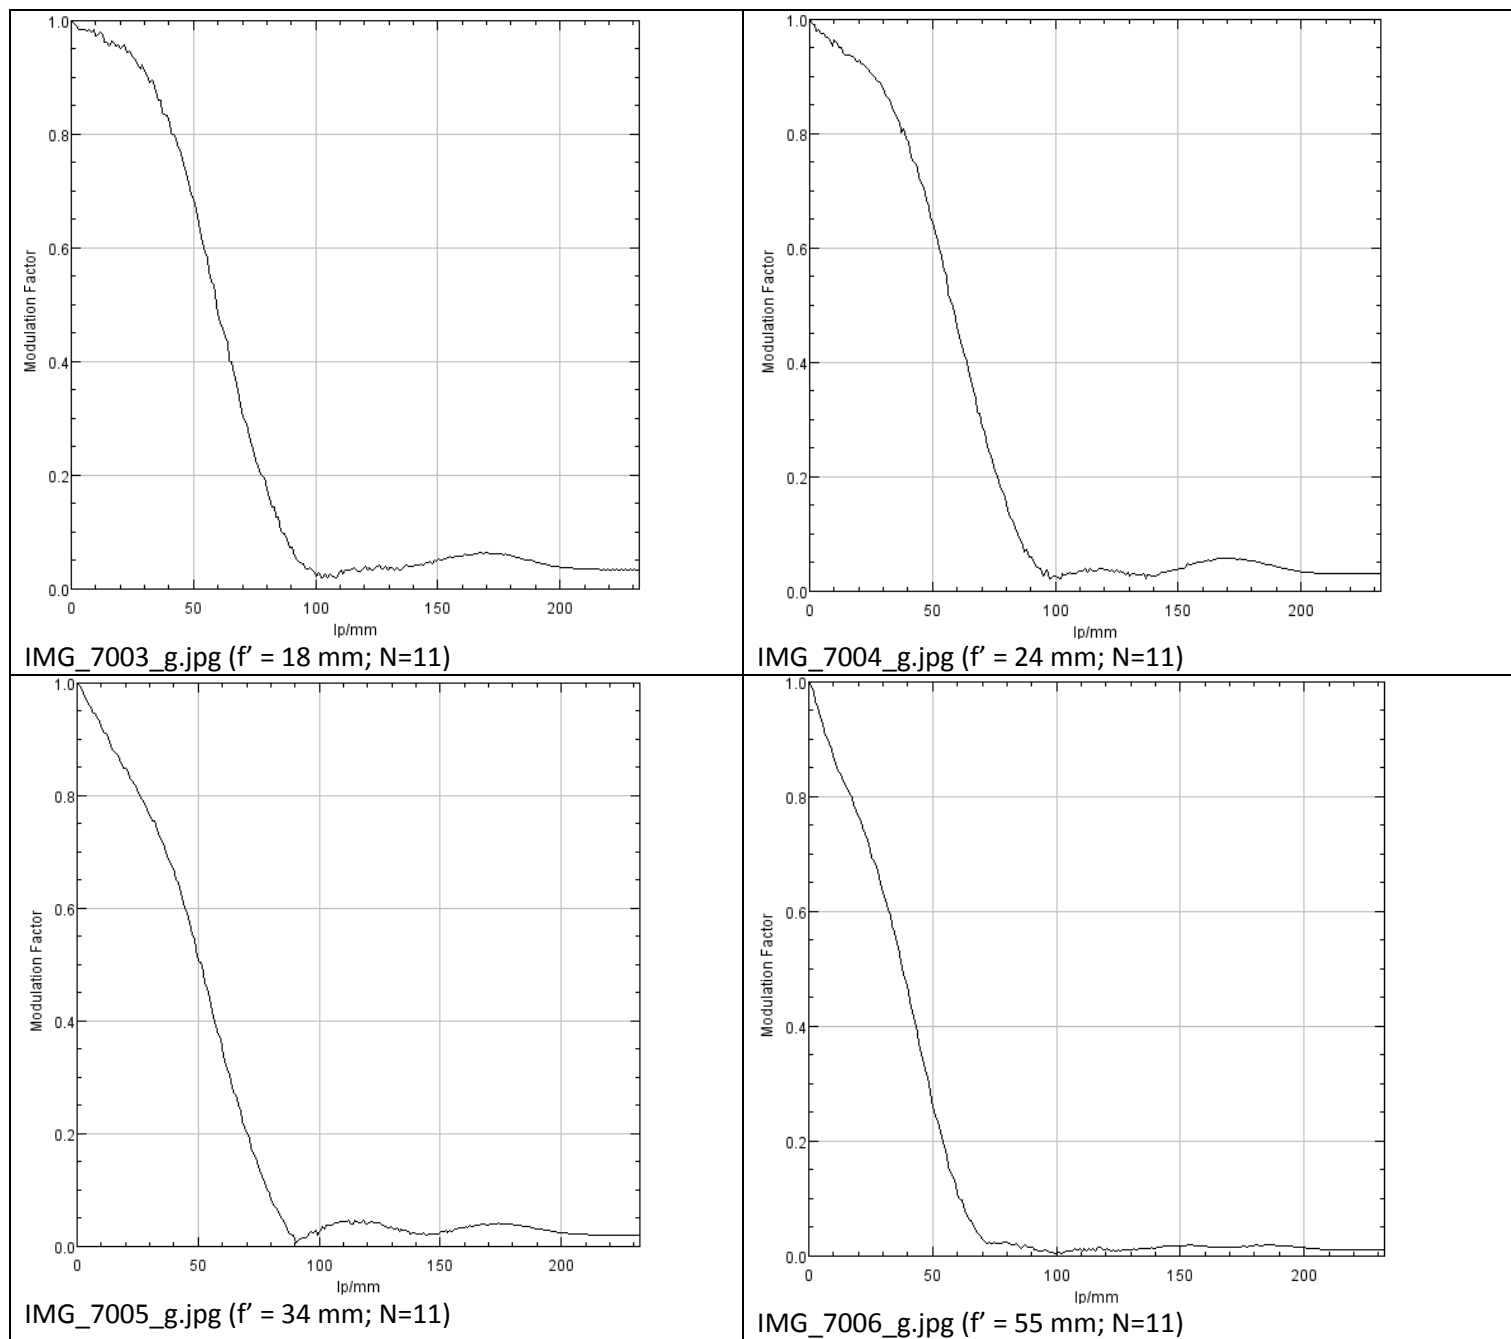 1.0
0.8
0.6
0.4
0.2
0.0
Modulation Factor
0 50 100 150 200
lp/mm
IMG_7003_g.jpg (f’ = 18 mm; N=11)
1.0
0.8
0.6
0.4
0.2
0.0
Modulation Factor
0 50 100 150 200
lp/mm
IMG_7004_g.jpg (f’ = 24 mm; N=11)
1.0
0.8
0.6
0.4
0.2
0.0
Modulation Factor
0 50 100 150 200
lp/mm
IMG_7005_g.jpg (f’ = 34 mm; N=11)
1.0
0.8
0.6
0.4
0.2
0.0
Modulation Factor
0 50 100 150 200
lp/mm
IMG_7006_g.jpg (f’ = 55 mm; N=11)